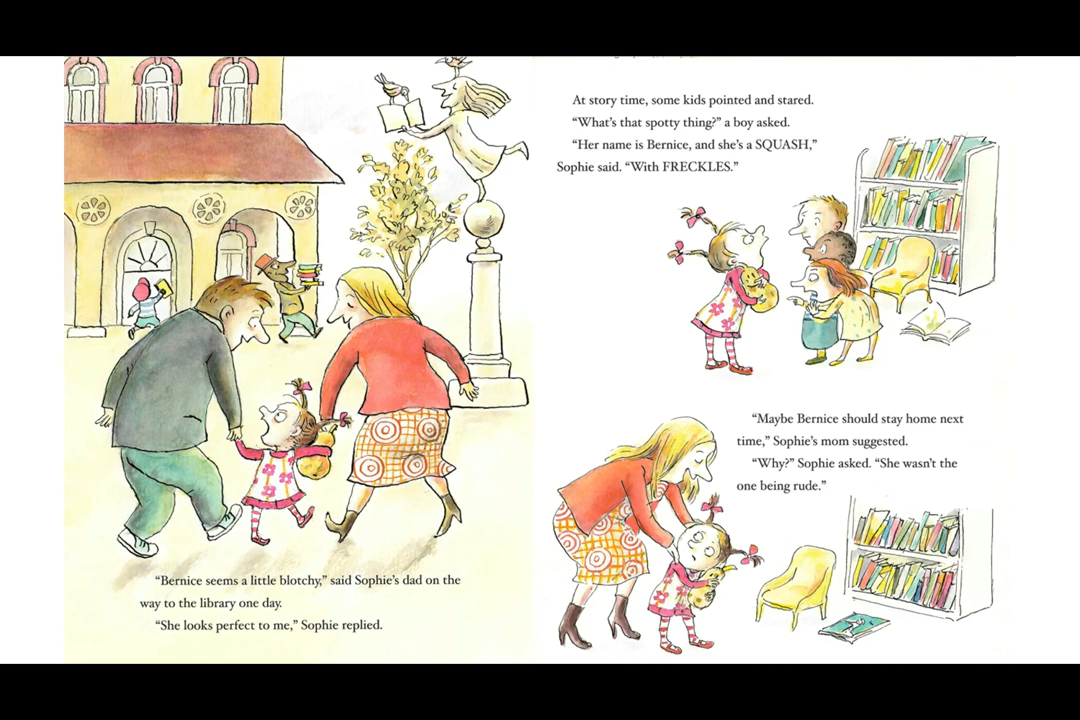 “Bernice seems a little blotchy,” said Sophie’s dad on the
way to the library one day.
“She looks perfect to me,” Sophie replied.
At story time, some kids pointed and stared.
“What’s that spotty thing?” a boy asked.
“Her name is Bernice, and she’s a SQUASH,”
Sophie said. “With FRECKLES.”
“Maybe Bernice should stay home next
time,” Sophie’s mom suggested.
“Why?” Sophie asked. “She wasn’t the
one being rude.”